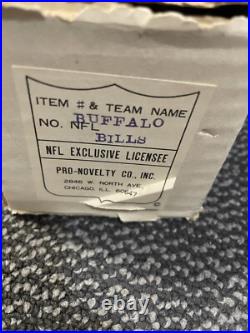 ITEM # & TEAM NAME
NO. NFL BUFFALO
BILLS
NFL EXCLUSIVE LICENSEE
PRO-NOVELTY CO., INC.
2846 W. NORTH AVE.
CHICAGO, ILL. 60647
©